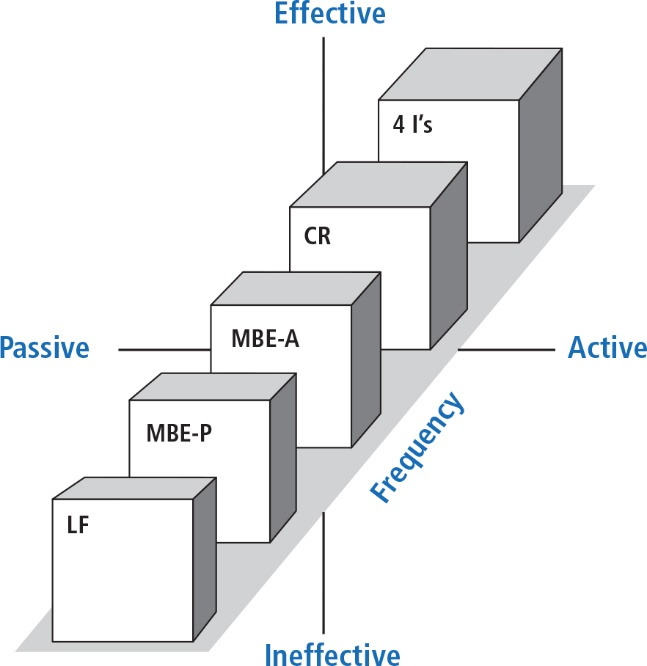 Effective
4 I's
CR
MBE-A
Passive
Active
MBE-P
Frequency
LF
Ineffective